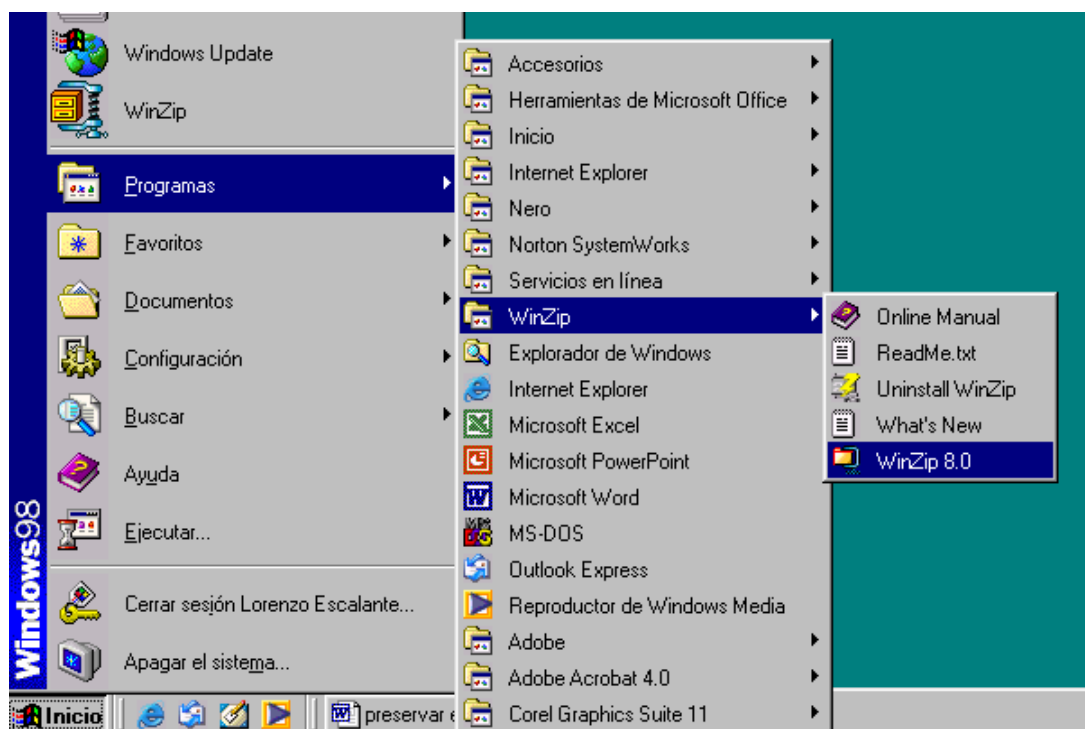 Windows Update
WinZip
Programas
Favoritos
Documentos
Configuración
Buscar
Ayuda
Ejecutar...
Cerrar sesión Lorenzo Escalante...
Apagar el sistema...
Windows98
Accesorios
Herramientas de Microsoft Office
Inicio
Internet Explorer
Nero
Norton SystemWorks
Servicios en línea
WinZip
Explorador de Windows
Internet Explorer
Microsoft Excel
Microsoft PowerPoint
Microsoft Word
MS-DOS
Outlook Express
Reproductor de Windows Media
Adobe
Adobe Acrobat 4.0
Corel Graphics Suite 11
Online Manual
ReadMe.txt
Uninstall WinZip
What's New
WinZip 8.0
Inicio
preservar